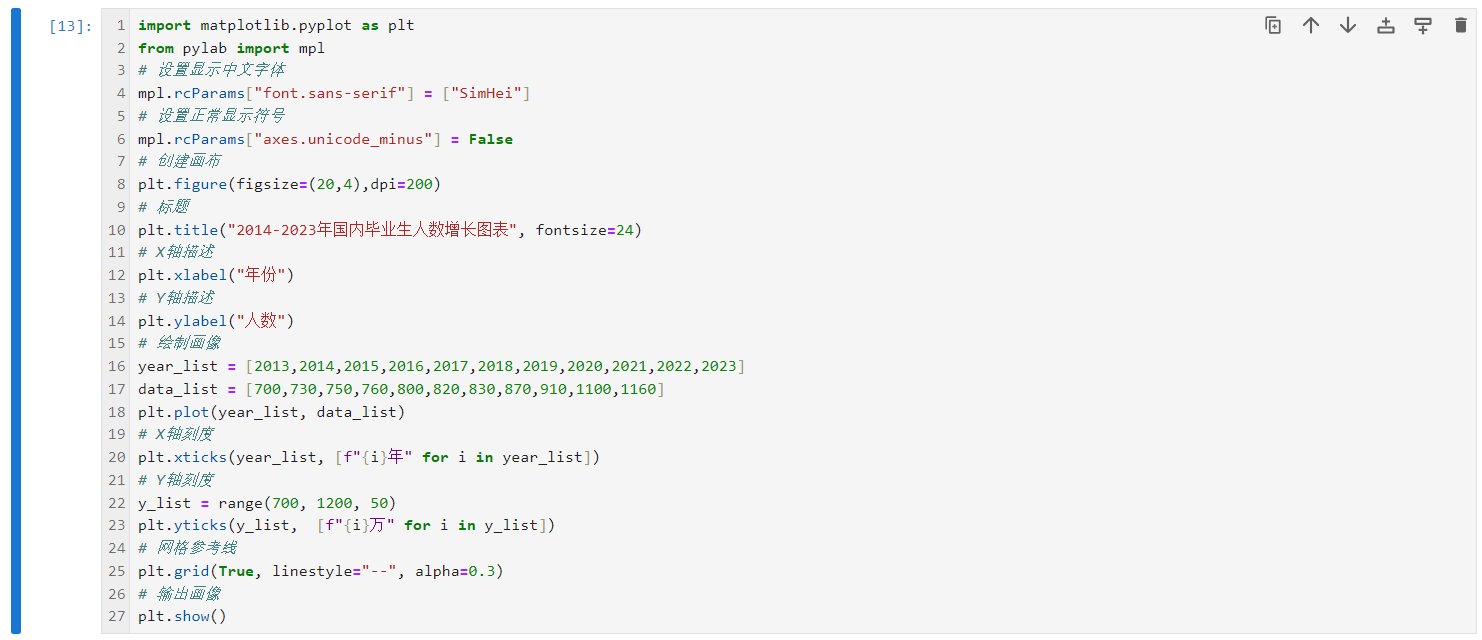 [13]:
1 import matplotlib.pyplot as plt
2 from pylab import mpl
3 # 设置显示中文字体
4 mpl.rcParams["font.sans-serif"] = ["SimHei"]
5 # 设置正常显示符号
6 mpl.rcParams["axes.unicode_minus"] = False
7 # 创建画布
8 plt.figure(figsize=(20,4),dpi=200)
9 # 标题
10 plt.title("2014-2023年国内毕业生人数增长图表", fontsize=24)
11 # X轴描述
12 plt.xlabel("年份")
13 # Y轴描述
14 plt.ylabel("人数")
15 # 绘制画像
16 year_list = [2013,2014,2015,2016,2017,2018,2019,2020,2021,2022,2023]
17 data_list = [700,730,750,760,800,820,830,870,910,1100,1160]
18 plt.plot(year_list, data_list)
19 # X轴刻度
20 plt.xticks(year_list, [f"{i}年" for i in year_list])
21 # Y轴刻度
22 y_list = range(700, 1200, 50)
23 plt.yticks(y_list,  [f"{i}万" for i in y_list])
24 # 网格参考线
25 plt.grid(True, linestyle="--", alpha=0.3)
26 # 输出画像
27 plt.show()